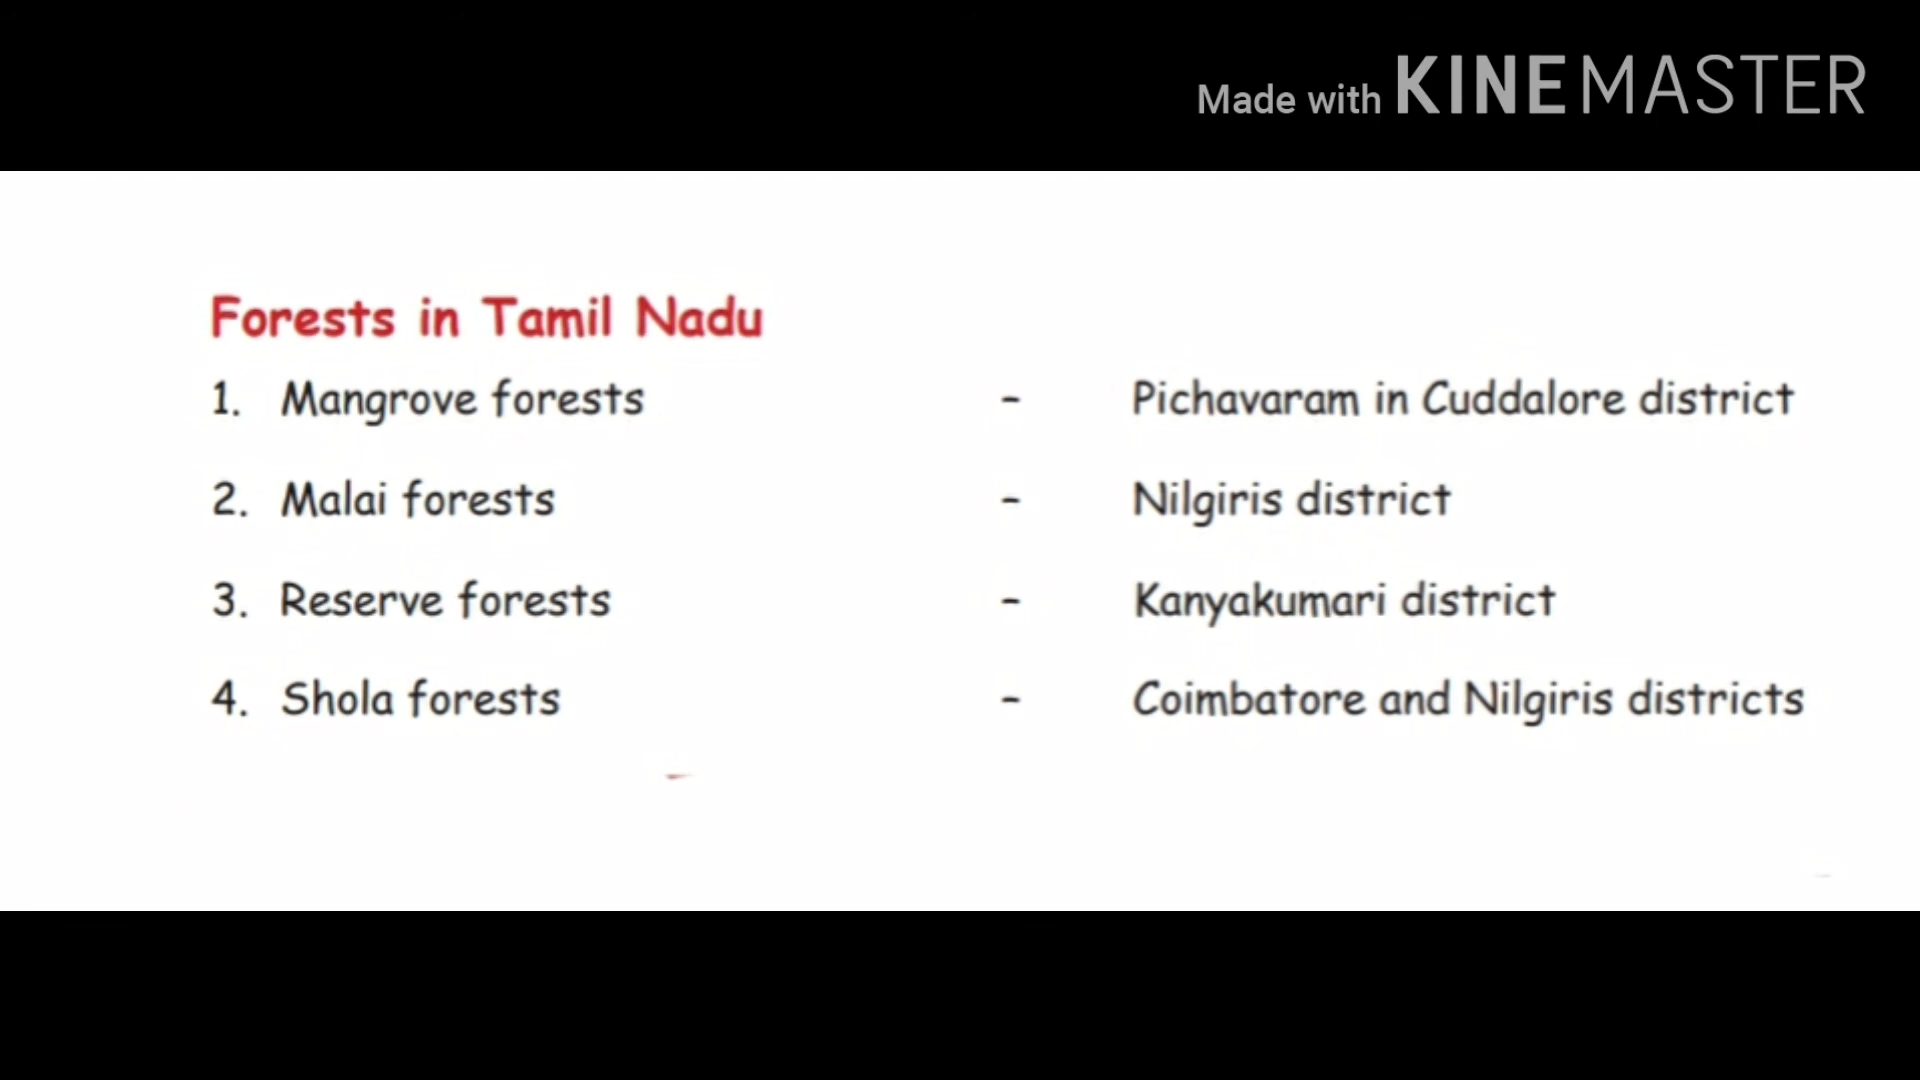 Made with KINEMASTER
Forests in Tamil Nadu
1. Mangrove forests - Pichavaram in Cuddalore district
2. Malai forests - Nilgiris district
3. Reserve forests - Kanyakumari district
4. Shola forests - Coimbatore and Nilgiris districts